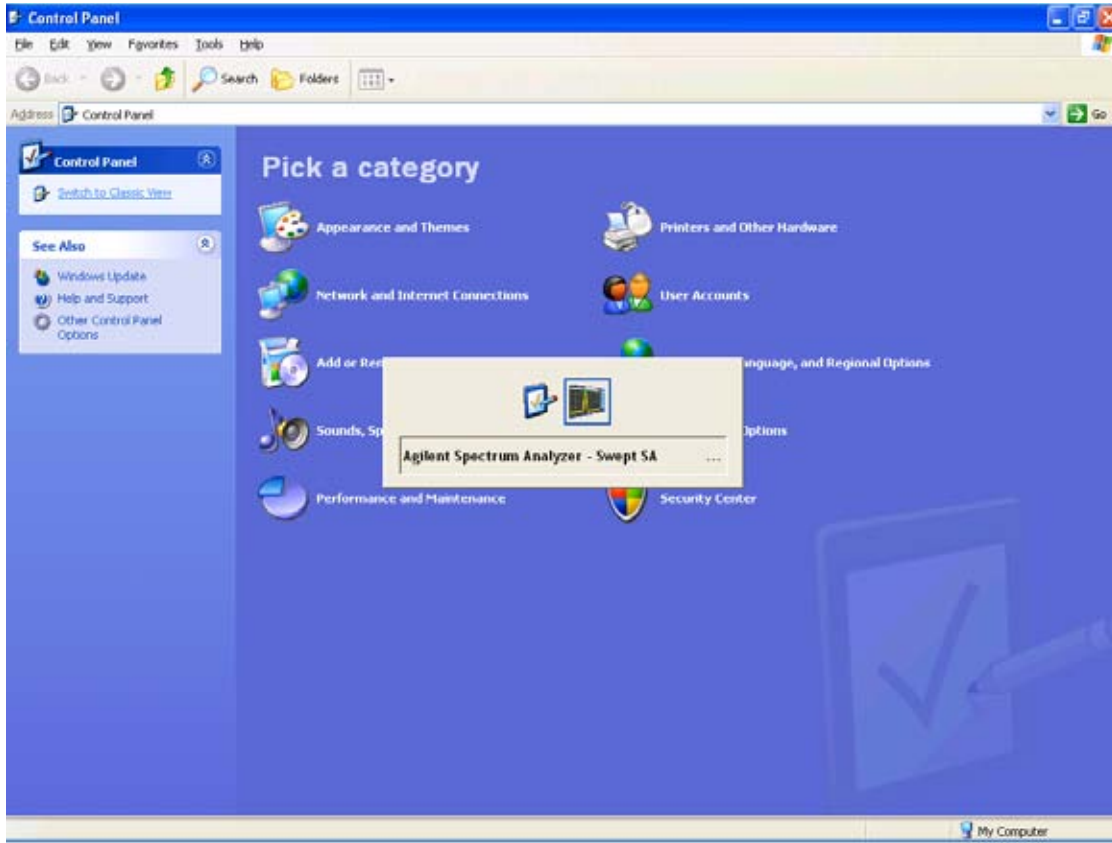 Control Panel
File Edit View Favorites Tools Help
Back Search Folders
Address Control Panel Go
Control Panel
Switch to Classic View
See Also
Windows Update
Help and Support
Other Control Panel
Options
Pick a category
Appearance and Themes
Printers and Other Hardware
Network and Internet Connections
User Accounts
Add or Rem
nguage, and Regional Options
Sounds, Sp
Options
Agilent Spectrum Analyzer - Swept SA ...
Performance and Maintenance
Security Center
My Computer